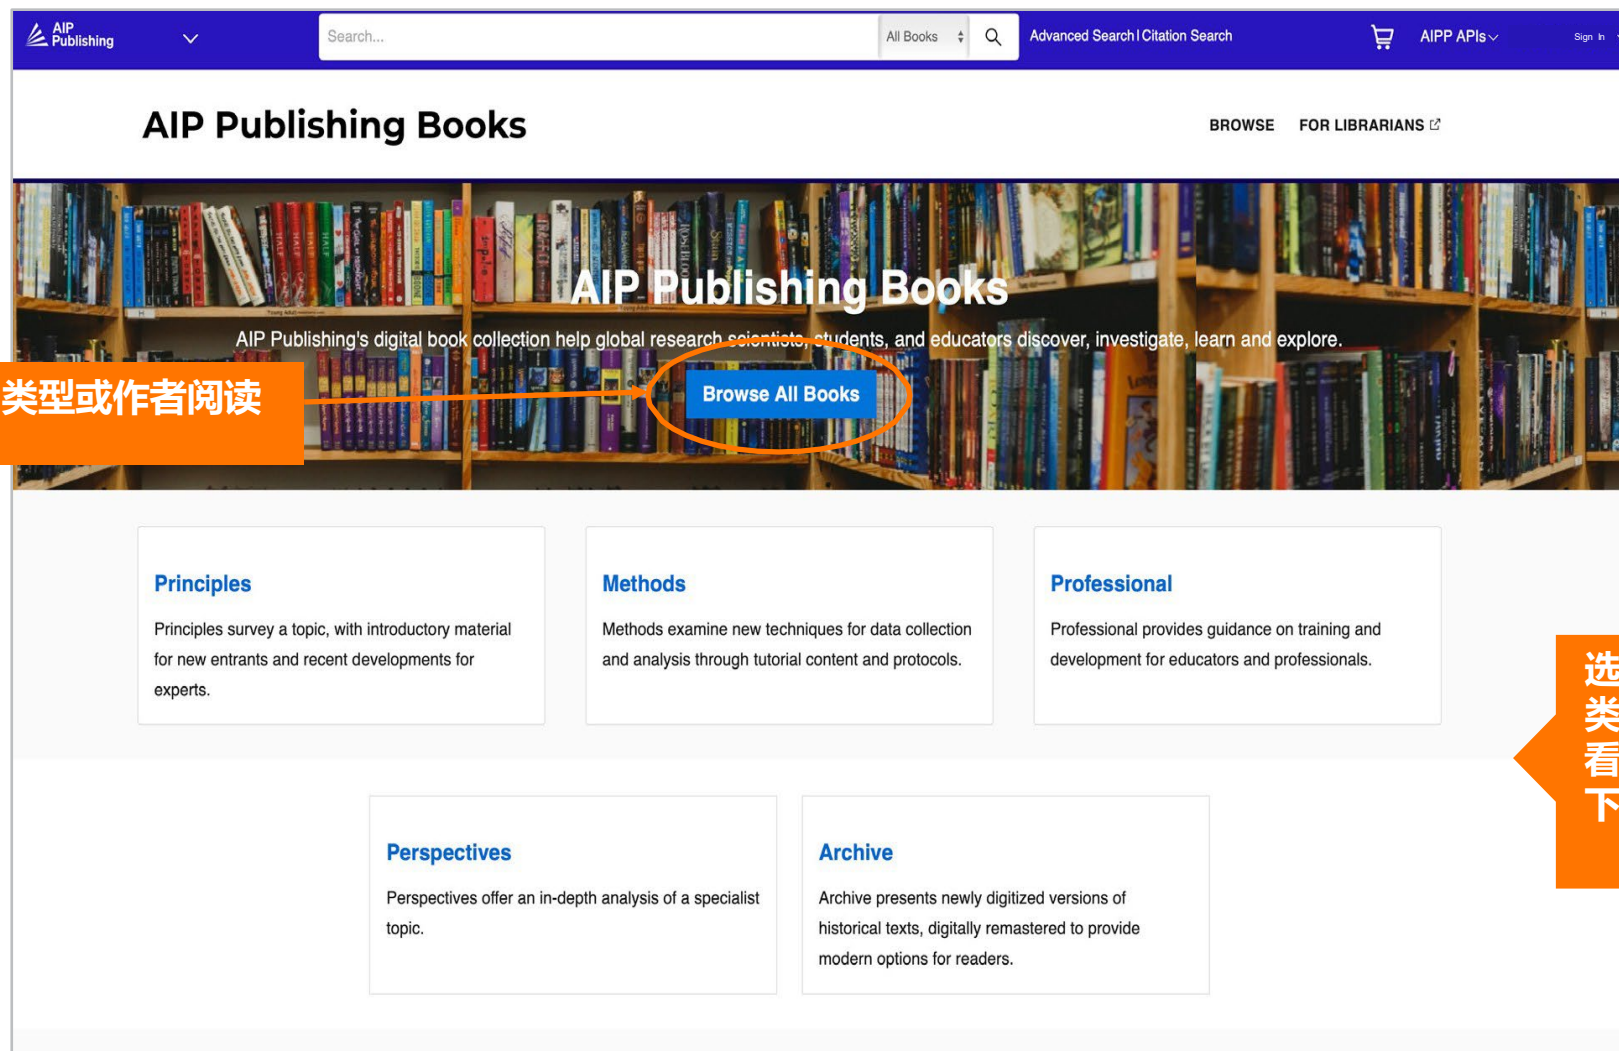 AIP
Publishing
Search...
All Books
Advanced Search | Citation Search
AIPP APIs
Sign In
AIP Publishing Books
BROWSE FOR LIBRARIANS
AIP Publishing Books
AIP Publishing's digital book collection help global research scientists, students, and educators discover, investigate, learn and explore.
类型或作者阅读
Browse All Books
Principles
Principles survey a topic, with introductory material
for new entrants and recent developments for
experts.
Methods
Methods examine new techniques for data collection
and analysis through tutorial content and protocols.
Professional
Professional provides guidance on training and
development for educators and professionals.
选
类
看
下
Perspectives
Perspectives offer an in-depth analysis of a specialist
topic.
Archive
Archive presents newly digitized versions of
historical texts, digitally remastered to provide
modern options for readers.